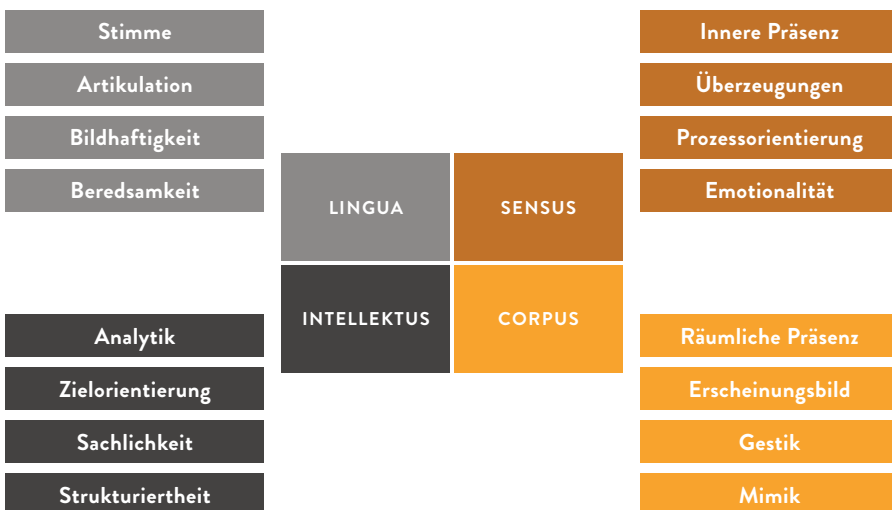 Stimme
Artikulation
Bildhaftigkeit
Beredsamkeit
Innere Präsenz
Überzeugungen
Prozessorientierung
Emotionalität
LINGUA
SENSUS
INTELLEKTUS
CORPUS
Analytik
Zielorientierung
Sachlichkeit
Strukturiertheit
Räumliche Präsenz
Erscheinungsbild
Gestik
Mimik